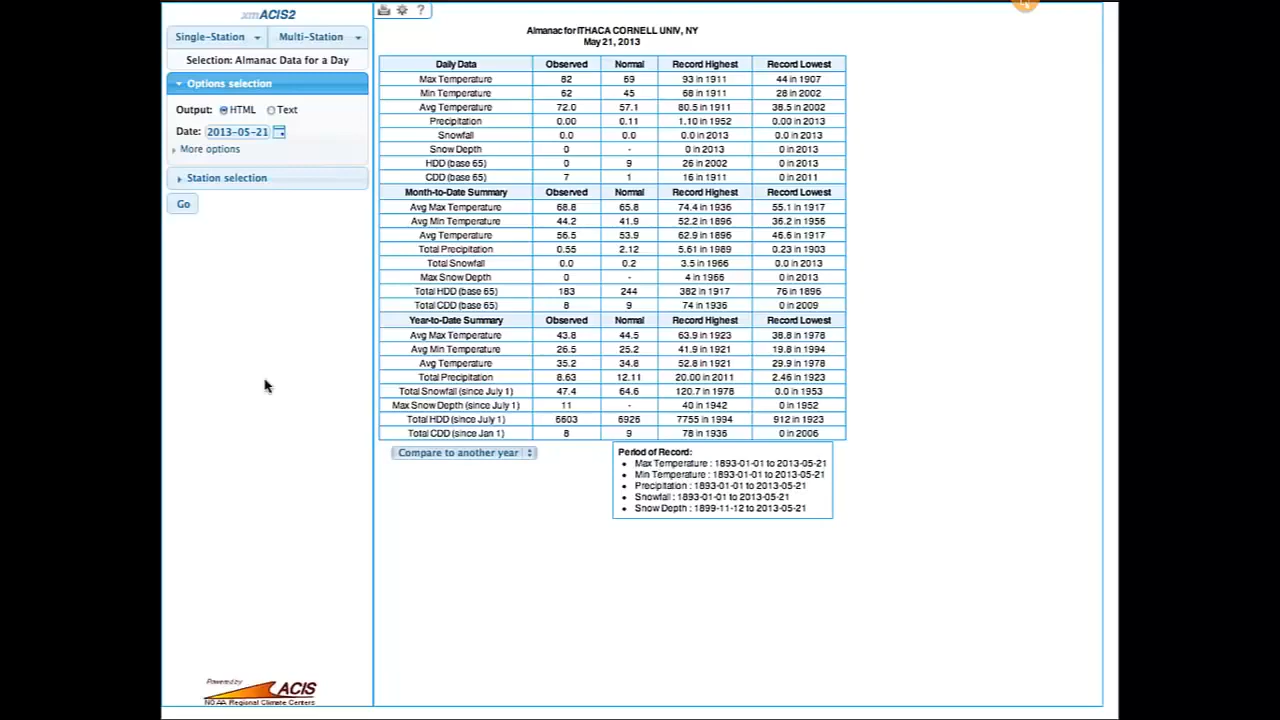 xmACIS2
Single-Station
Multi-Station
Selection: Almanac Data for a Day
Options selection
Output: HTML Text
Date: 2013-05-21
More options
Station selection
Go
Powered by
ACIS
NOAA Regional Climate Centers
?
Almanac for ITHACA CORNELL UNIV, NY
May 21, 2013
Daily Data Observed Normal Record Highest Record Lowest
Max Temperature 82 69 93 in 1911 44 in 1907
Min Temperature 62 45 68 in 1911 28 in 2002
Avg Temperature 72.0 57.1 80.5 in 1911 38.5 in 2002
Precipitation 0.00 0.11 1.10 in 1952 0.00 in 2013
Snowfall 0.0 0.0 0.0 in 2013 0.0 in 2013
Snow Depth 0 - 0 in 2013 0 in 2013
HDD (base 65) 0 9 26 in 2002 0 in 2013
CDD (base 65) 7 1 16 in 1911 0 in 2011
Month-to-Date Summary Observed Normal Record Highest Record Lowest
Avg Max Temperature 68.8 65.8 74.4 in 1936 55.1 in 1917
Avg Min Temperature 44.2 41.9 52.2 in 1896 36.2 in 1956
Avg Temperature 56.5 53.9 62.9 in 1896 46.6 in 1917
Total Precipitation 0.55 2.12 5.61 in 1989 0.23 in 1903
Total Snowfall 0.0 0.2 3.5 in 1966 0.0 in 2013
Max Snow Depth 0 - 4 in 1966 0 in 2013
Total HDD (base 65) 183 244 382 in 1917 76 in 1896
Total CDD (base 65) 8 9 74 in 1936 0 in 2009
Year-to-Date Summary Observed Normal Record Highest Record Lowest
Avg Max Temperature 43.8 44.5 63.9 in 1923 38.8 in 1978
Avg Min Temperature 26.5 25.2 41.9 in 1921 19.8 in 1994
Avg Temperature 35.2 34.8 52.8 in 1921 29.9 in 1978
Total Precipitation 8.63 12.11 20.00 in 2011 2.46 in 1923
Total Snowfall (since July 1) 47.4 64.6 120.7 in 1978 0.0 in 1953
Max Snow Depth (since July 1) 11 - 40 in 1942 0 in 1952
Total HDD (since July 1) 6603 6926 7755 in 1994 912 in 1923
Total CDD (since Jan 1) 8 9 78 in 1936 0 in 2006
Compare to another year
Period of Record:
• Max Temperature : 1893-01-01 to 2013-05-21
• Min Temperature : 1893-01-01 to 2013-05-21
• Precipitation : 1893-01-01 to 2013-05-21
• Snowfall : 1893-01-01 to 2013-05-21
• Snow Depth : 1899-11-12 to 2013-05-21